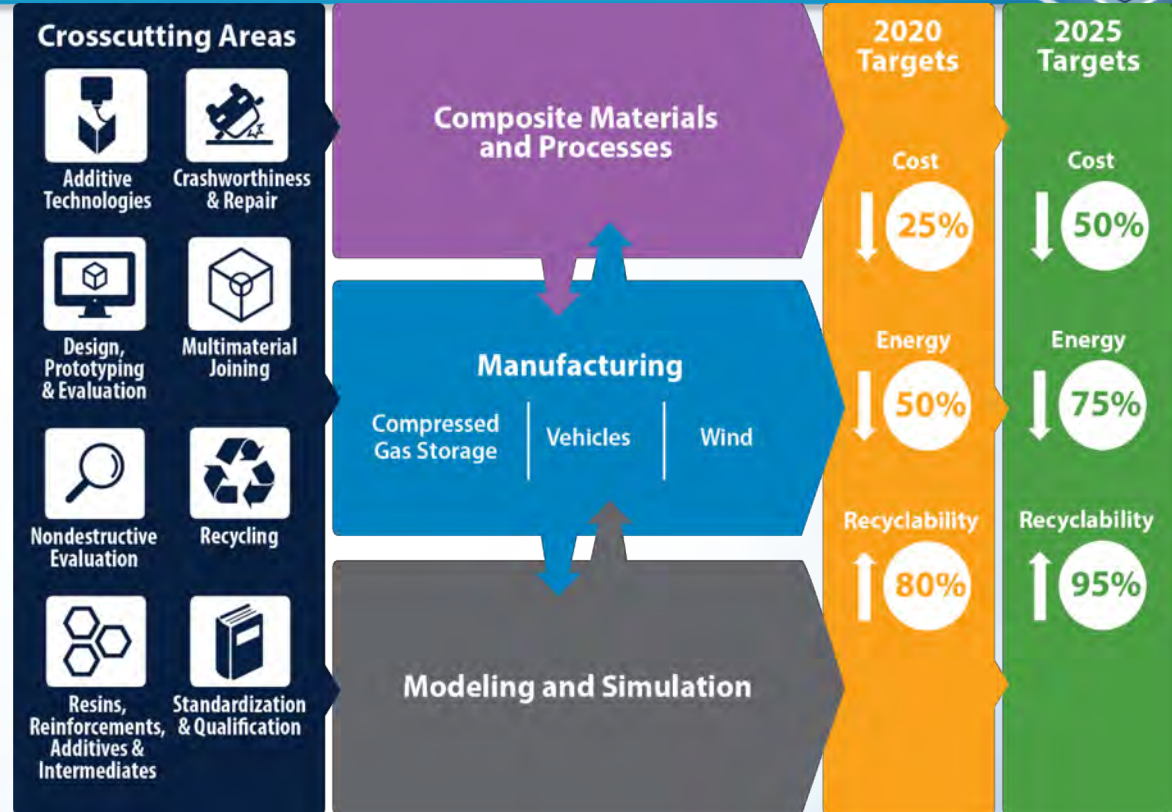 Crosscutting Areas
Additive
Technologies
Crashworthiness
& Repair
Design,
Prototyping
& Evaluation
Multimaterial
Joining
Nondestructive
Evaluation
Recycling
Resins,
Reinforcements,
Additives &
Intermediates
Standardization
& Qualification
Composite Materials
and Processes
Manufacturing
Compressed
Gas Storage
Vehicles
Wind
Modeling and Simulation
2020
Targets
Cost
25%
Energy
50%
Recyclability
80%
2025
Targets
Cost
50%
Energy
75%
Recyclability
95%